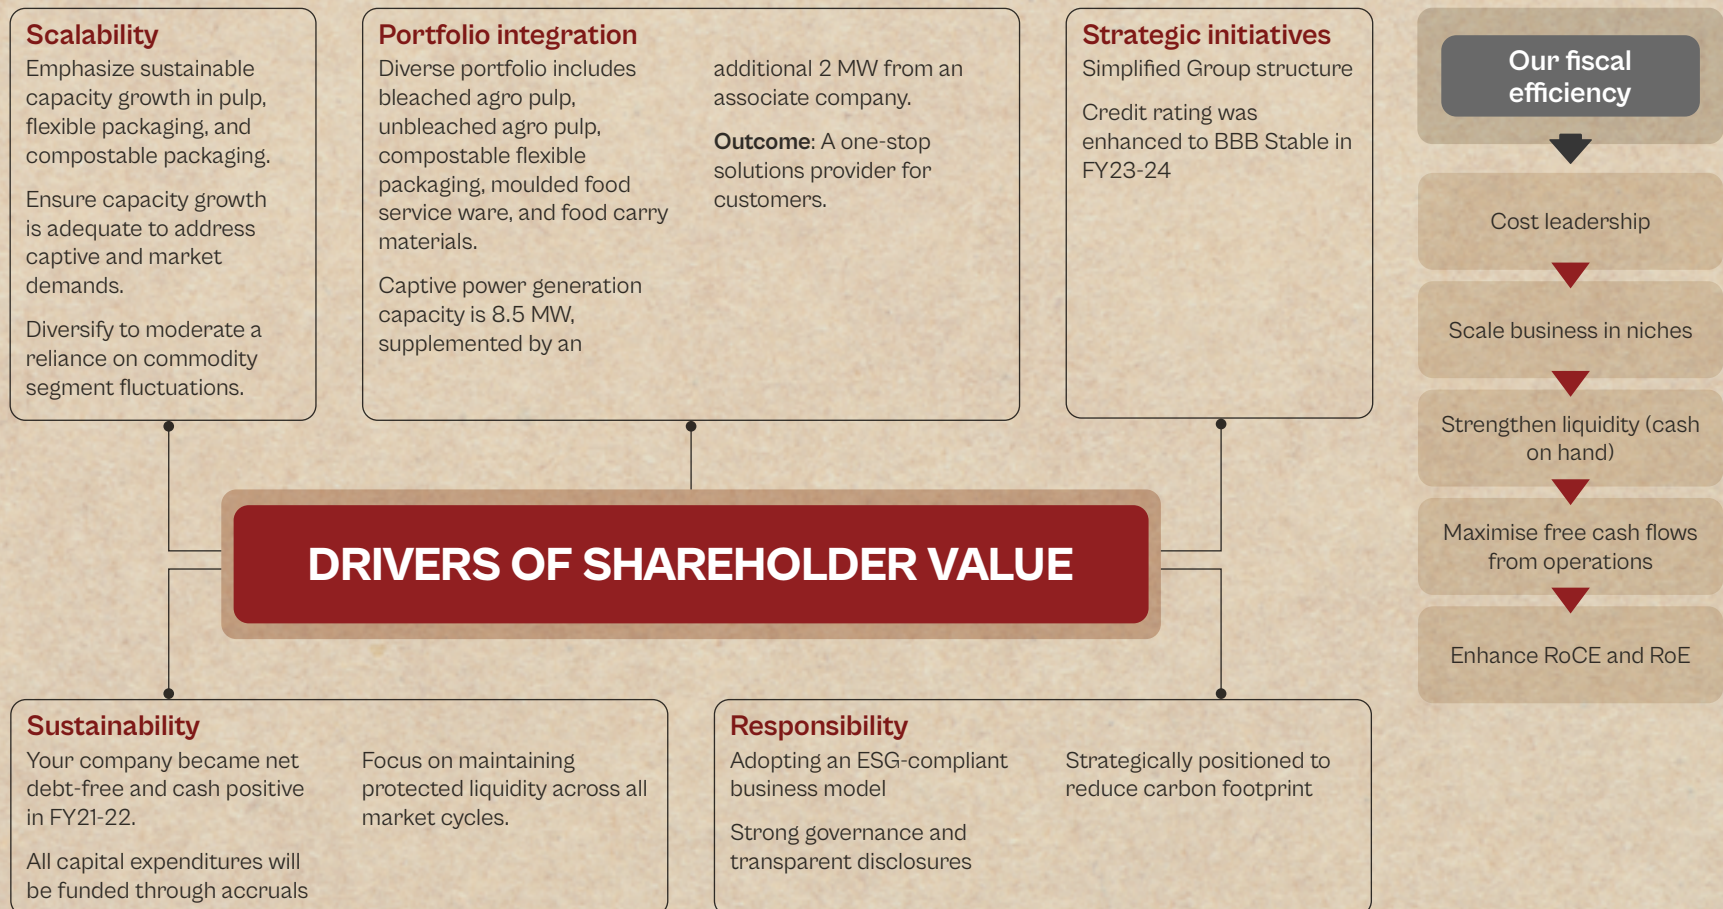 Scalability
Emphasize sustainable
capacity growth in pulp,
flexible packaging, and
compostable packaging.
Ensure capacity growth
is adequate to address
captive and market
demands.
Diversify to moderate a
reliance on commodity
segment fluctuations.
Portfolio integration
Diverse portfolio includes
bleached agro pulp,
unbleached agro pulp,
compostable flexible
packaging, moulded food
service ware, and food carry
materials.
Captive power generation
capacity is 8.5 MW,
supplemented by an
additional 2 MW from an
associate company.
Outcome: A one-stop
solutions provider for
customers.
Strategic initiatives
Simplified Group structure
Credit rating was
enhanced to BBB Stable in
FY23-24
DRIVERS OF SHAREHOLDER VALUE
Sustainability
Your company became net
debt-free and cash positive
in FY21-22.
All capital expenditures will
be funded through accruals
Focus on maintaining
protected liquidity across all
market cycles.
Responsibility
Adopting an ESG-compliant
business model
Strong governance and
transparent disclosures
Strategically positioned to
reduce carbon footprint
Our fiscal
efficiency
Cost leadership
Scale business in niches
Strengthen liquidity (cash
on hand)
Maximise free cash flows
from operations
Enhance RoCE and RoE